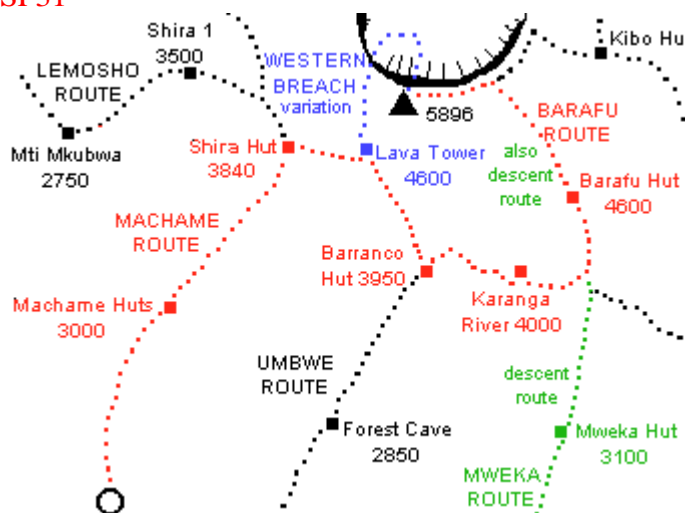 Shira 1
3500
Kibo Hu
WESTERN
LEMOSHO
ROUTE
BREACH
variation
5896
BARAFU
ROUTE
Mti Mkubwa
2750
Shira Hut
3840
Lava Tower
4600
also
descent
route
Barafu Hut
4600
MACHAME
ROUTE
Barranco
Hut 3950
Machame Huts
3000
Karanga
River 4000
UMBWE
ROUTE
descent
route
Forest Cave
2850
Mweka Hut
3100
MWEKA
ROUTE